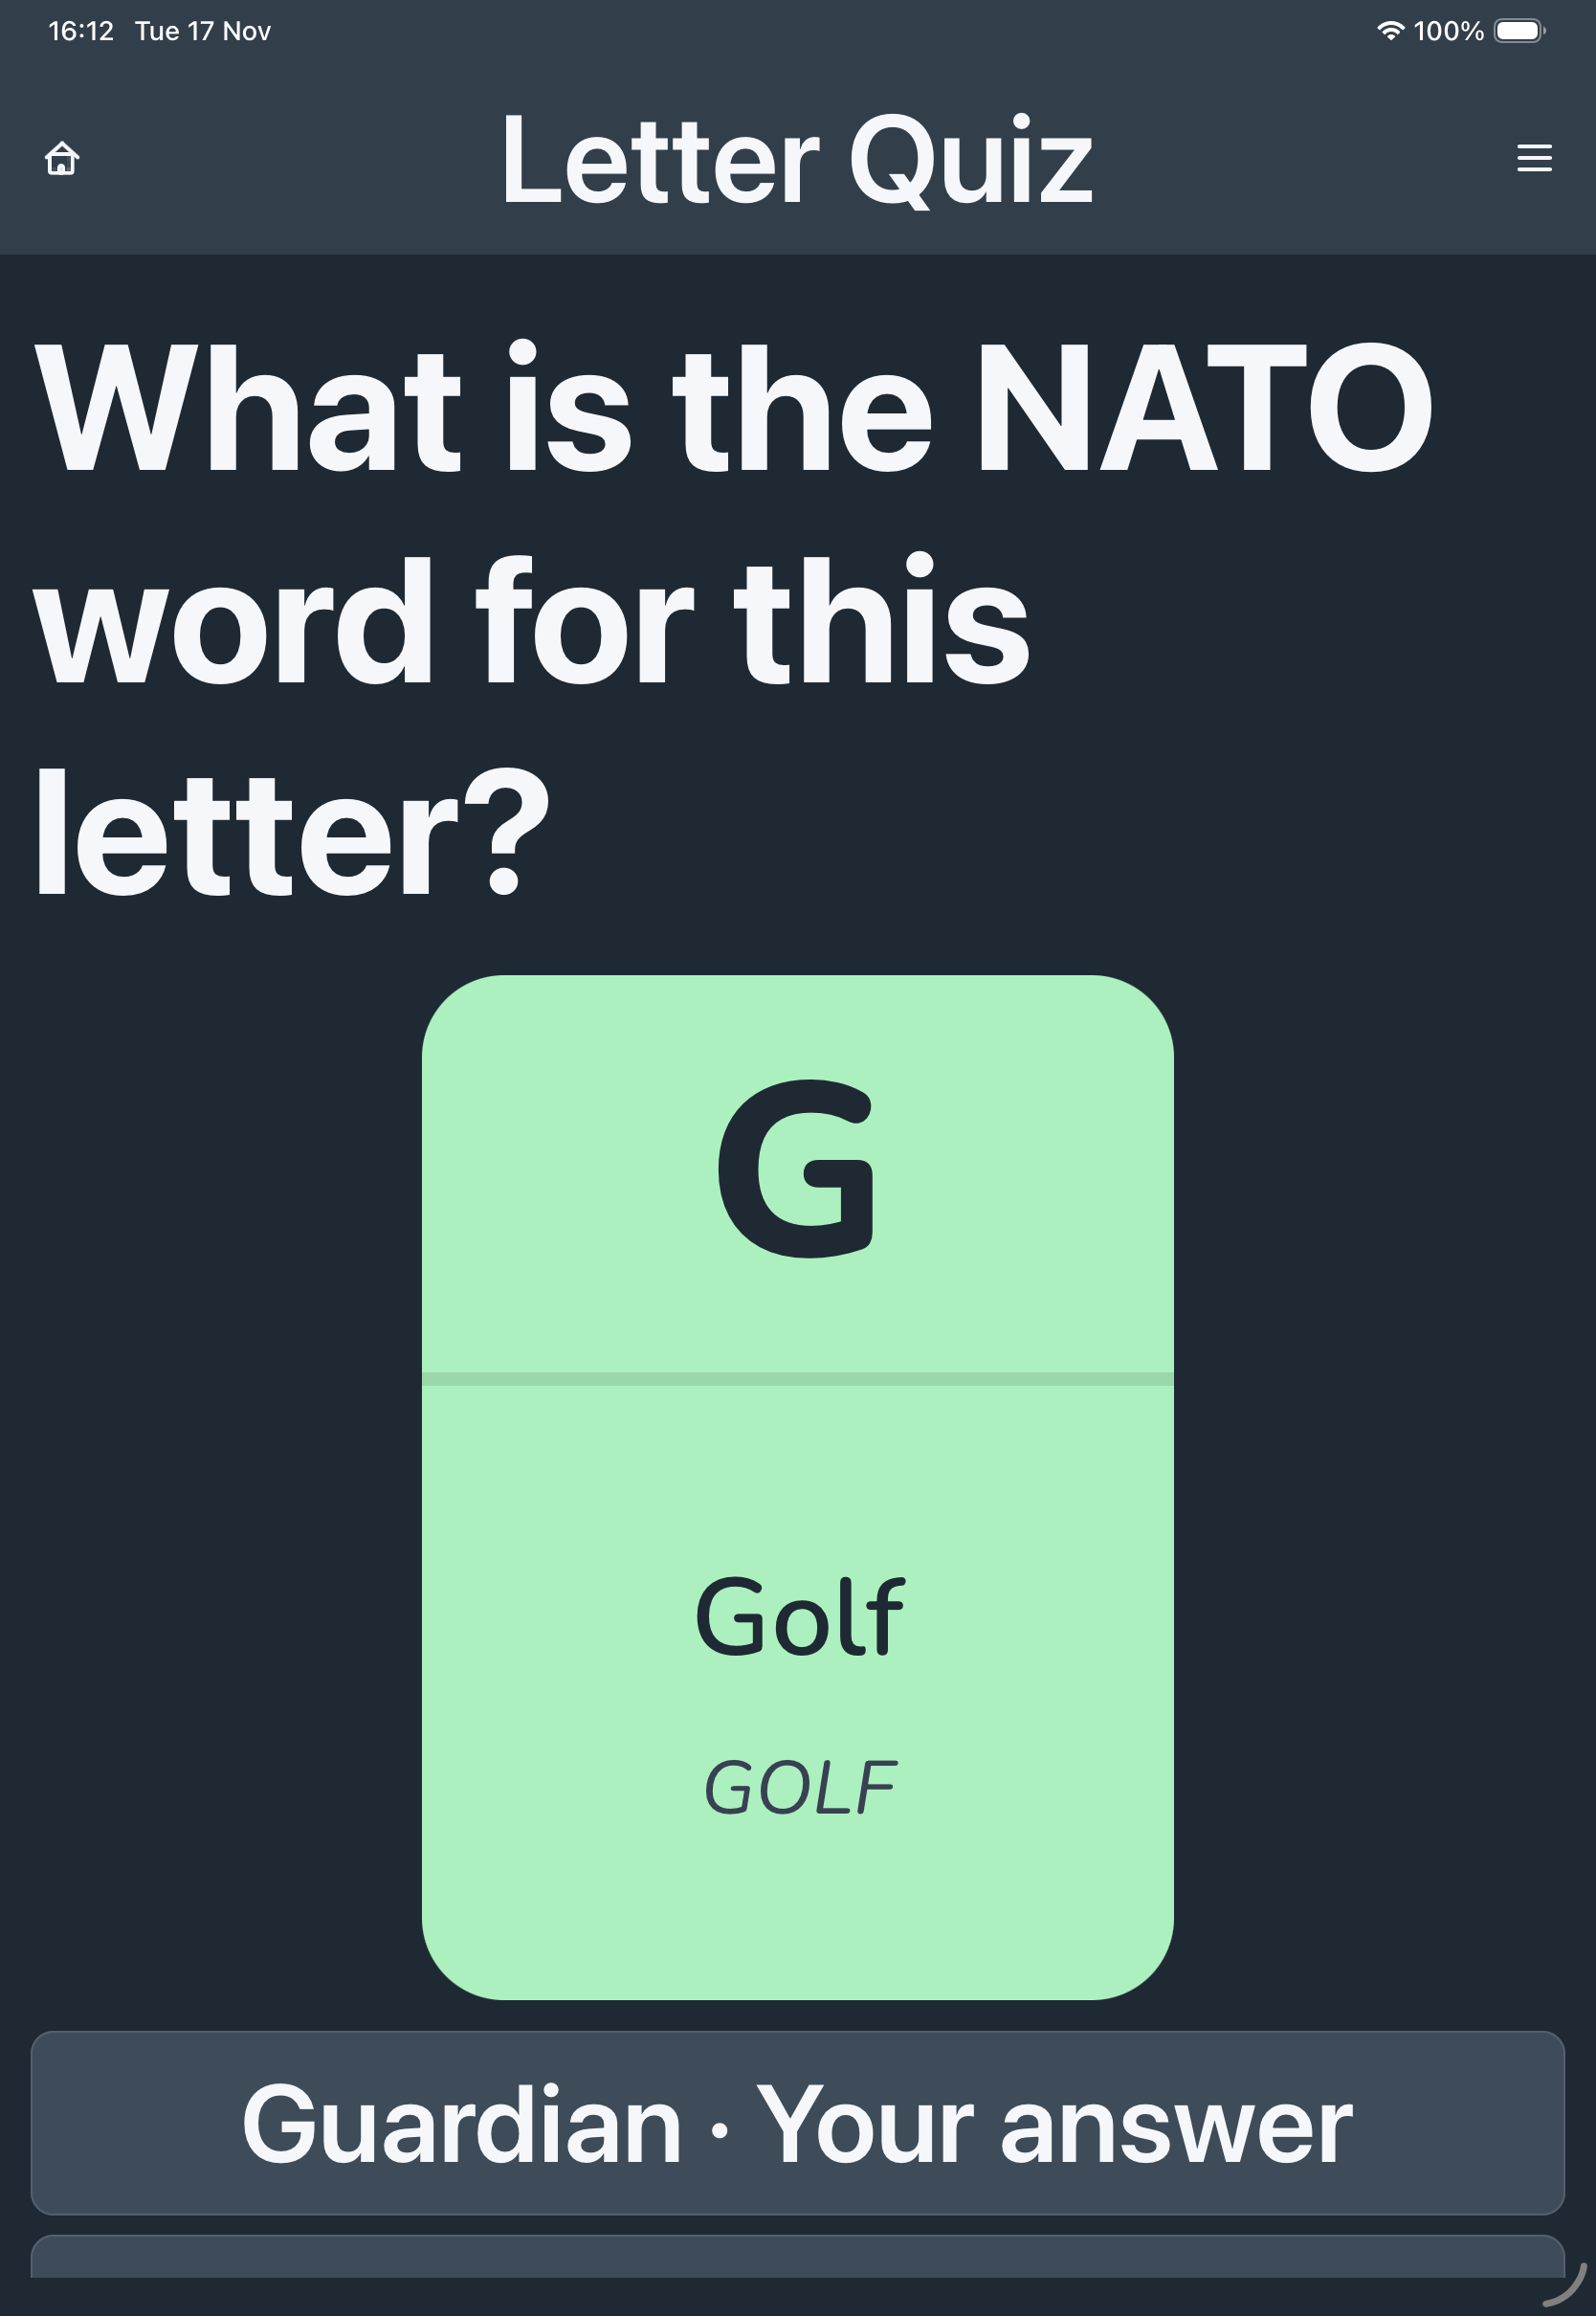 16:12 Tue 17 Nov
100%
Letter Quiz
What is the NATO
word for this
letter?
G
Golf
GOLF
Guardian · Your answer